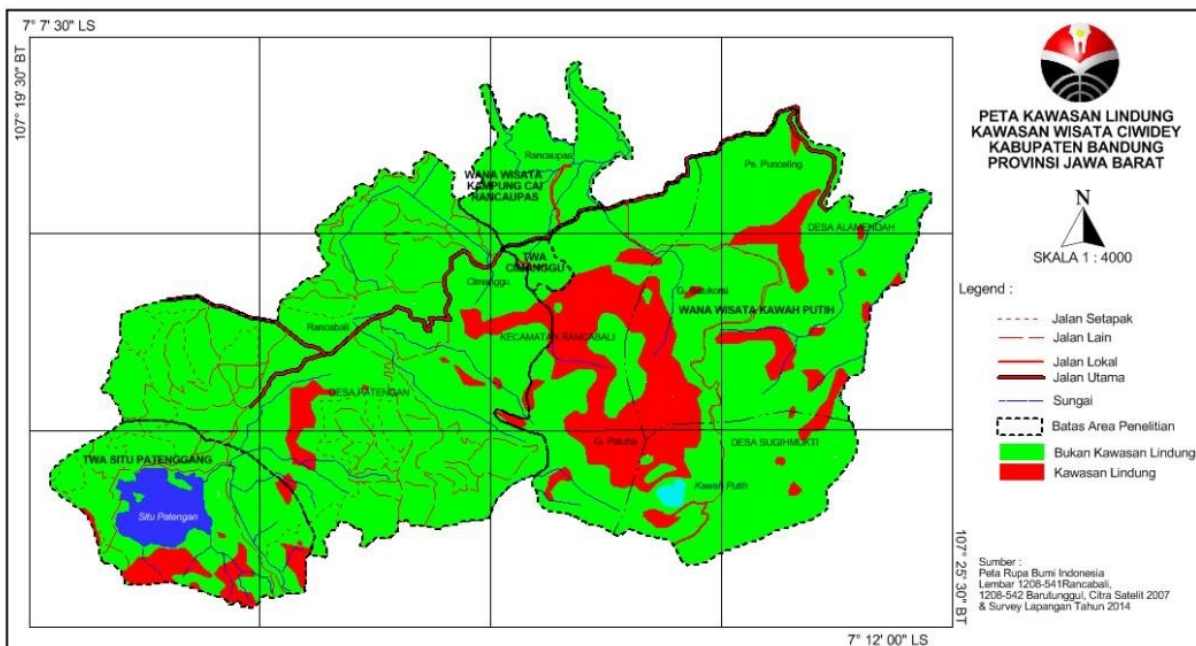 7° 7' 30" LS
107° 19' 30" BT
Rancaupas
WANA WISATA
KAMPUNG CAI
RANCAUPAS
Ps. Punceling
DESA ALAMENDAH
TWA
CIMANGGU
Cimanggu
WANA WISATA KAWAH PUTIH
Rancabali
KECAMATAN RANCABALI
DESA PATENGAN
G. Patuha
DESA SUGIHMUKTI
TWA SITU PATENGGANG
Kawah Putih
Situ Patengan
107° 25' 30" BT
7° 12' 00" LS
PETA KAWASAN LINDUNG
KAWASAN WISATA CIWIDEY
KABUPATEN BANDUNG
PROVINSI JAWA BARAT
N
SKALA 1 : 4000
Legend :
Jalan Setapak
Jalan Lain
Jalan Lokal
Jalan Utama
Sungai
Batas Area Penelitian
Bukan Kawasan Lindung
Kawasan Lindung
Sumber :
Peta Rupa Bumi Indonesia
Lembar 1208-541Rancabali,
1208-542 Barutunggul, Citra Satelit 2007
& Survey Lapangan Tahun 2014